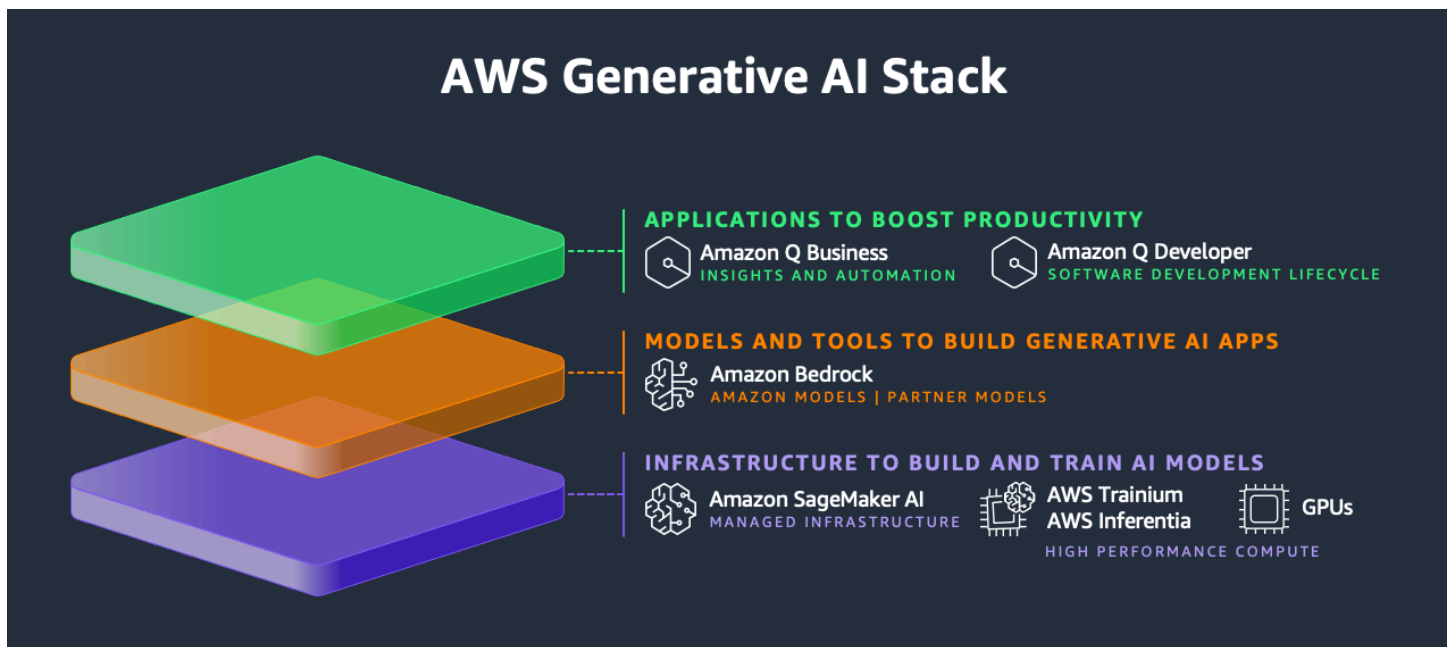 AWS Generative AI Stack
APPLICATIONS TO BOOST PRODUCTIVITY
Amazon Q Business
INSIGHTS AND AUTOMATION
Amazon Q Developer
SOFTWARE DEVELOPMENT LIFECYCLE
MODELS AND TOOLS TO BUILD GENERATIVE AI APPS
Amazon Bedrock
AMAZON MODELS | PARTNER MODELS
INFRASTRUCTURE TO BUILD AND TRAIN AI MODELS
Amazon SageMaker AI
MANAGED INFRASTRUCTURE
AWS Trainium
AWS Inferentia
GPUs
HIGH PERFORMANCE COMPUTE